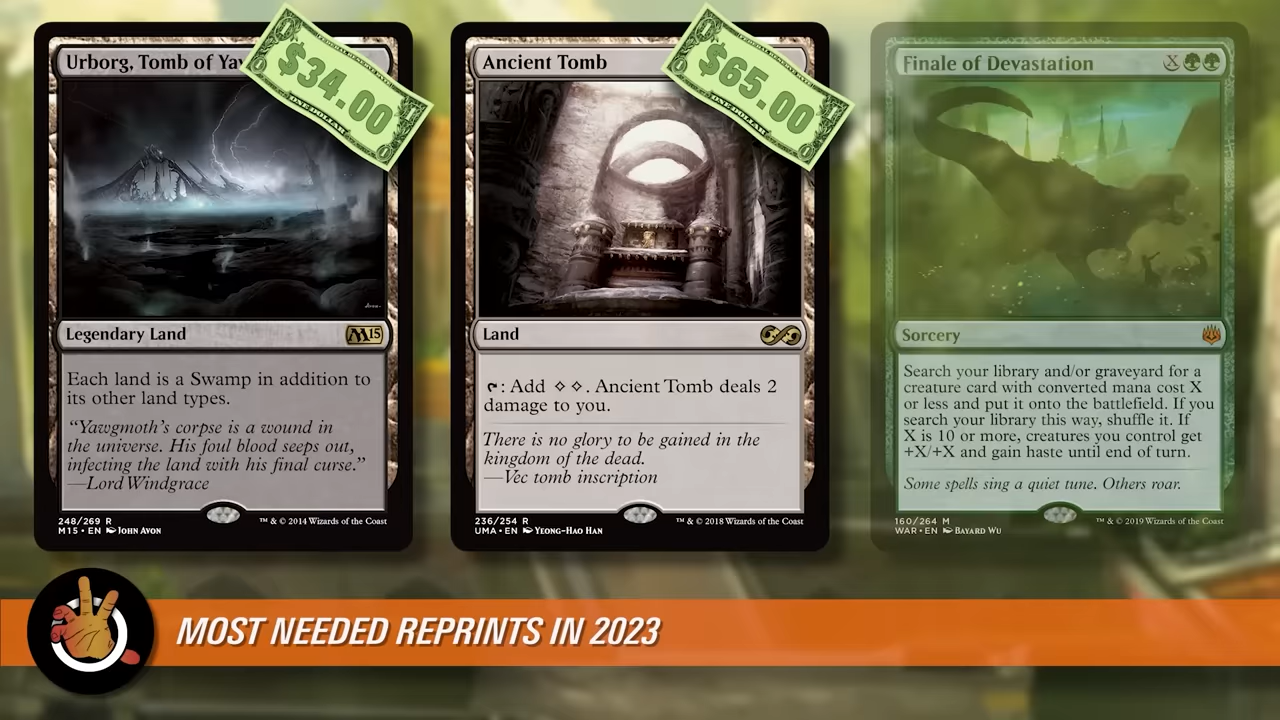 Urborg, Tomb of Yaw
$34.00
ONE DOLLAR
Legendary Land
M15
Each land is a Swamp in addition to
its other land types.
“Yawgmoth’s corpse is a wound in
the universe. His foul blood seeps out,
infecting the land with his final curse.”
—Lord Windgrace
248/269 R
M15 • EN John Avon
™ & © 2014 Wizards of the Coast
Ancient Tomb
$65.00
ONE DOLLAR
Land
: Add . Ancient Tomb deals 2
damage to you.
There is no glory to be gained in the
kingdom of the dead.
—Vec tomb inscription
236/254 R
UMA • EN Yeong-Hao Han
™ & © 2018 Wizards of the Coast
Finale of Devastation X
Sorcery
Search your library and/or graveyard for a
creature card with converted mana cost X
or less and put it onto the battlefield. If you
search your library this way, shuffle it. If
X is 10 or more, creatures you control get
+X/+X and gain haste until end of turn.
Some spells sing a quiet tune. Others roar.
160/264 M
WAR • EN Bayard Wu
™ & © 2019 Wizards of the Coast
MOST NEEDED REPRINTS IN 2023